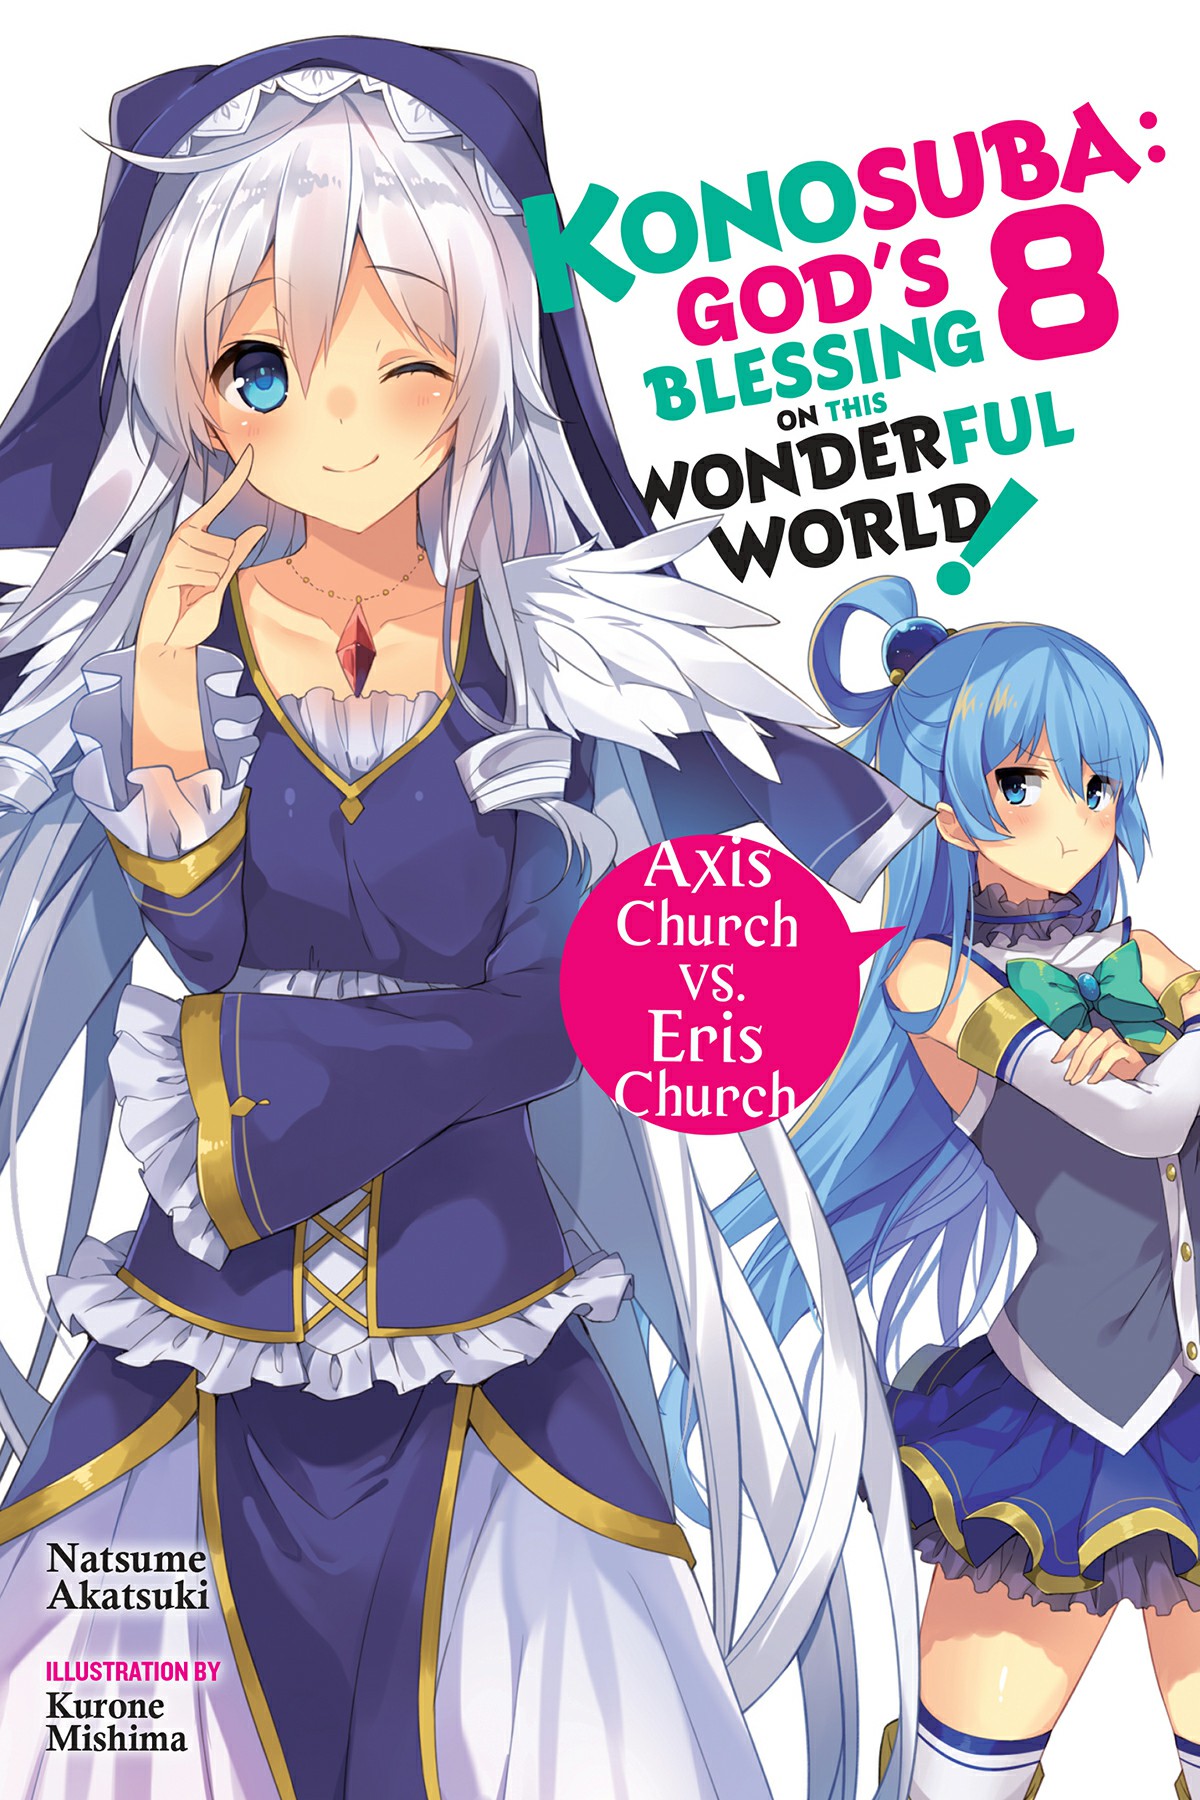 KONOSUBA:
GOD'S
BLESSING 8
ON THIS
WONDERFUL
WORLD!
Axis
Church
vs.
Eris
Church
Natsume
Akatsuki
ILLUSTRATION BY
Kurone
Mishima